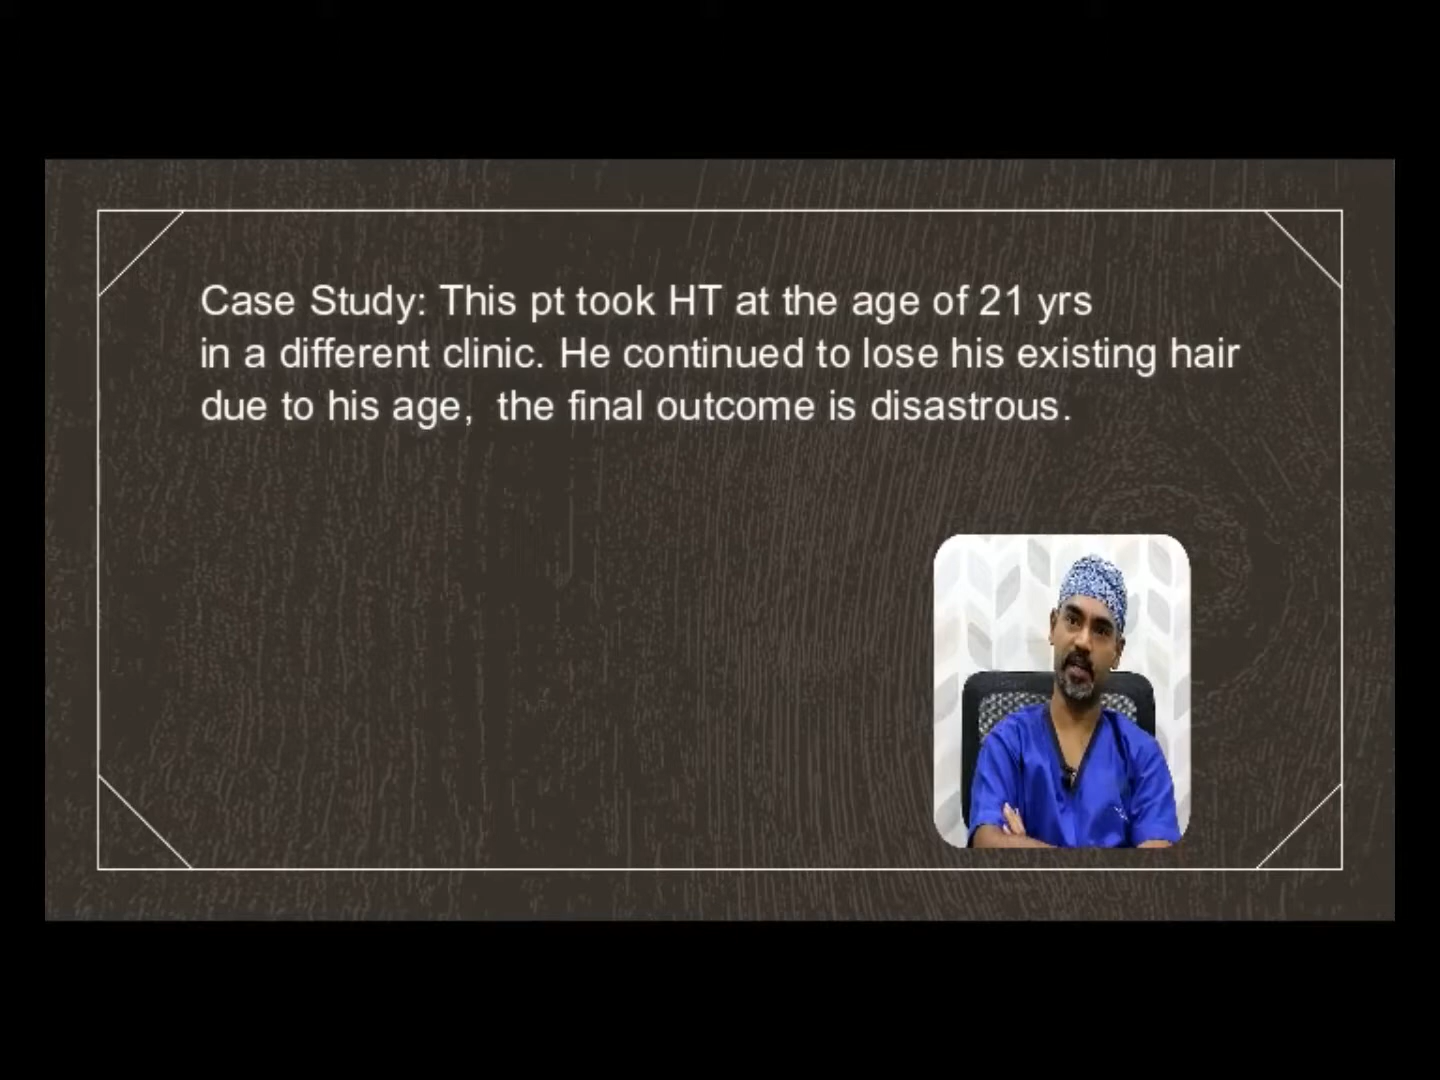 Case Study: This pt took HT at the age of 21 yrs
in a different clinic. He continued to lose his existing hair
due to his age,  the final outcome is disastrous.